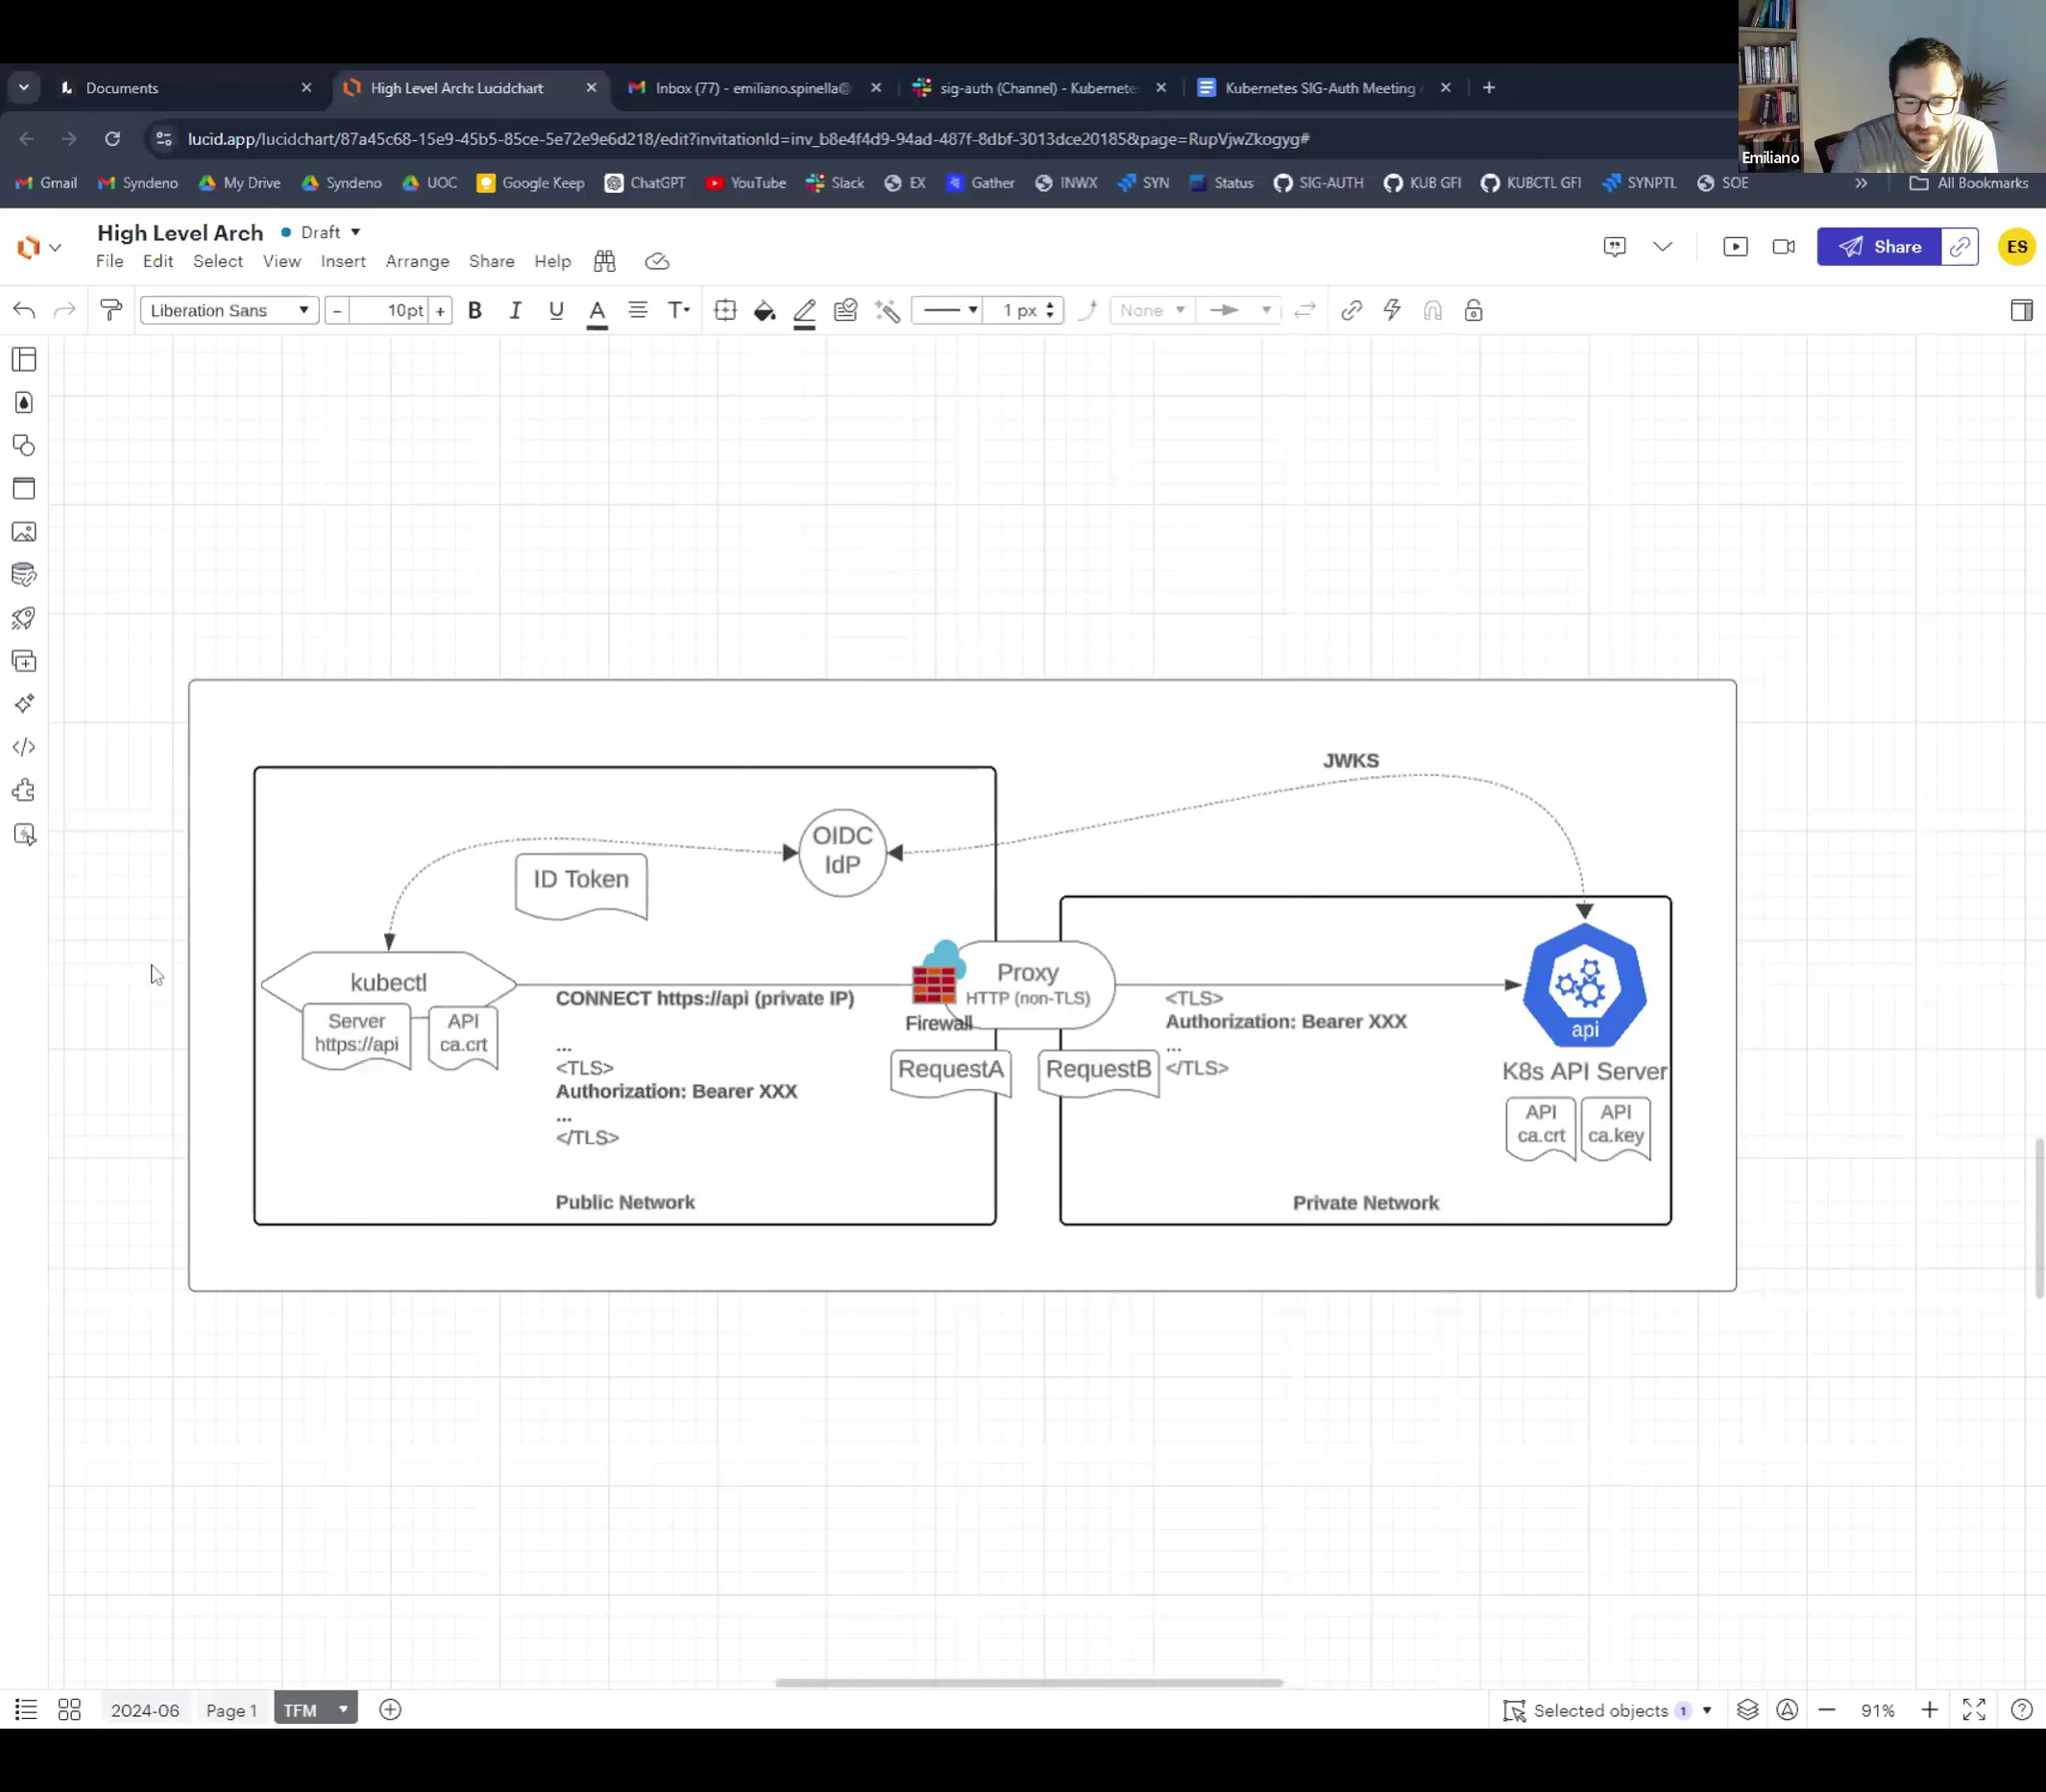 Documents
High Level Arch: Lucidchart
Inbox (77) - emiliano.spinella@
sig-auth (Channel) - Kubernete
Kubernetes SIG-Auth Meeting
lucid.app/lucidchart/87a45c68-15e9-45b5-85ce-5e72e9e6d218/edit?invitationId=inv_b8e4f4d9-94ad-487f-8dbf-3013dce20185&page=RupVjwZkogyg#
Emiliano
Gmail
Syndeno
My Drive
Syndeno
UOC
Google Keep
ChatGPT
YouTube
Slack
EX
Gather
INWX
SYN
Status
SIG-AUTH
KUB GFI
KUBCTL GFI
SYNPTL
SOE
All Bookmarks
High Level Arch
Draft
File
Edit
Select
View
Insert
Arrange
Share
Help
Share
ES
Liberation Sans
- 10pt +
B I U A T
1 px
None
JWKS
OIDC
IdP
ID Token
kubectl
Server
https://api
API
ca.crt
CONNECT https://api (private IP)
...
<TLS>
Authorization: Bearer XXX
...
</TLS>
Firewall
Proxy
HTTP (non-TLS)
RequestA
RequestB
<TLS>
Authorization: Bearer XXX
...
</TLS>
api
K8s API Server
API
ca.crt
API
ca.key
Public Network
Private Network
2024-06
Page 1
TFM
Selected objects 1
91%